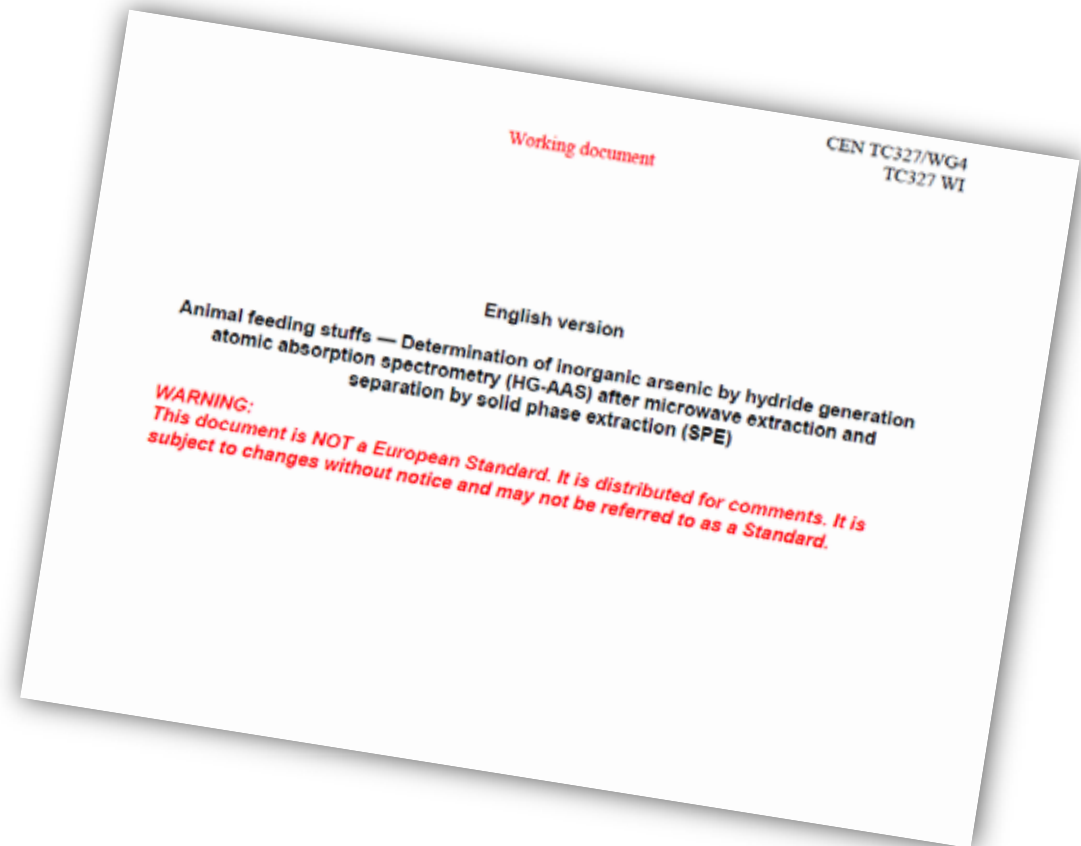 Working document
CEN TC327/WG4
TC327 WI
English version
Animal feeding stuffs — Determination of inorganic arsenic by hydride generation
atomic absorption spectrometry (HG-AAS) after microwave extraction and
separation by solid phase extraction (SPE)
WARNING:
This document is NOT a European Standard. It is distributed for comments. It is
subject to changes without notice and may not be referred to as a Standard.